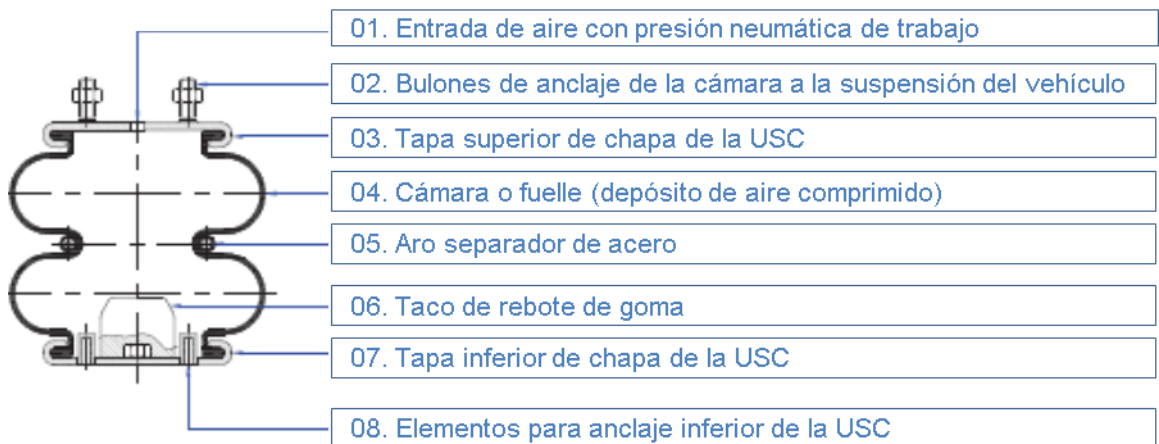 01. Entrada de aire con presión neumática de trabajo
02. Bulones de anclaje de la cámara a la suspensión del vehículo
03. Tapa superior de chapa de la USC
04. Cámara o fuelle (depósito de aire comprimido)
05. Aro separador de acero
06. Taco de rebote de goma
07. Tapa inferior de chapa de la USC
08. Elementos para anclaje inferior de la USC